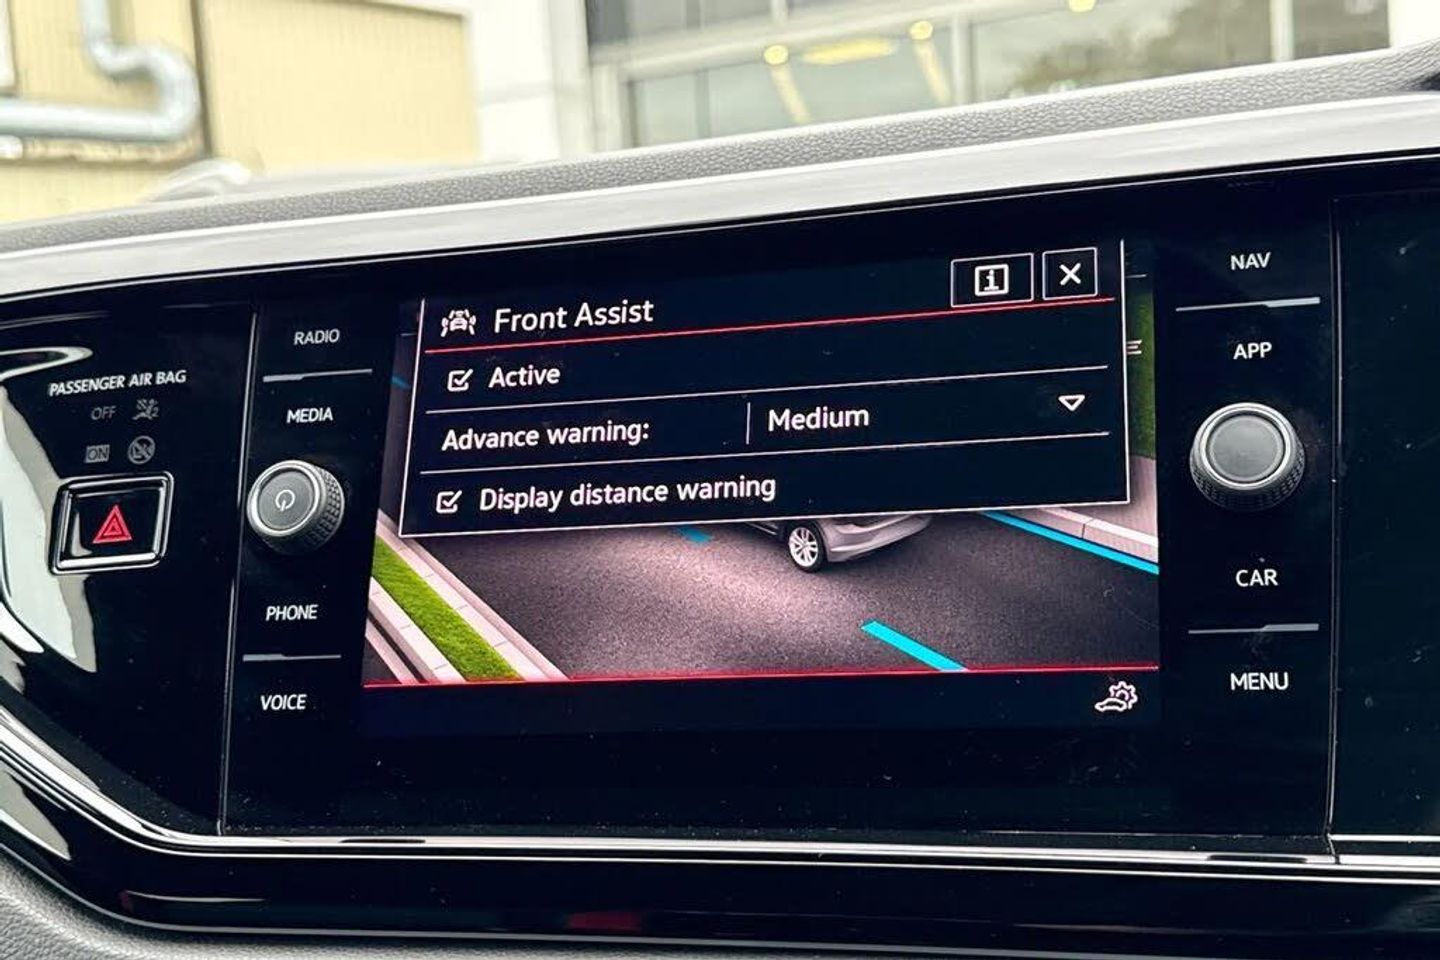 PASSENGER AIR BAG
OFF
ON
RADIO
MEDIA
PHONE
VOICE
Front Assist
Active
Advance warning:
Medium
Display distance warning
NAV
APP
CAR
MENU